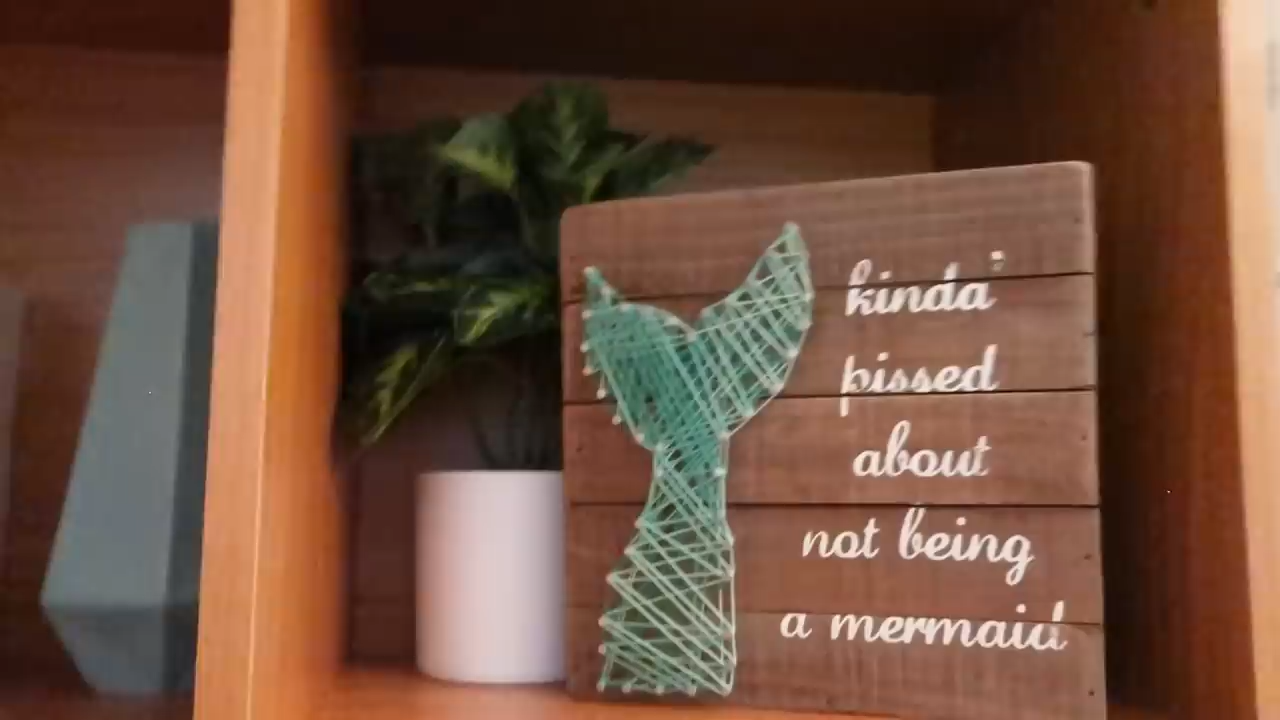 kinda'
pissed
about
not being
a mermaid